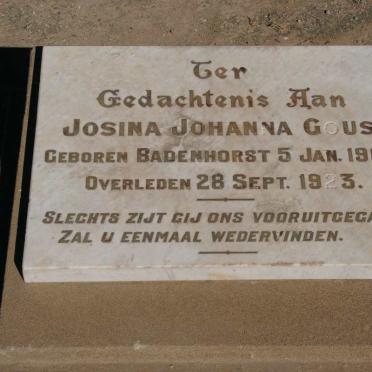 Ter
Gedachtenis Aan
JOSINA JOHANNA GOUS
GEBOREN BADENHORST 5 JAN. 19
OVERLEDEN 28 SEPT. 1923.
SLECHTS ZIJT GIJ ONS VOORUITGEGA
ZAL U EENMAAL WEDERVINDEN.